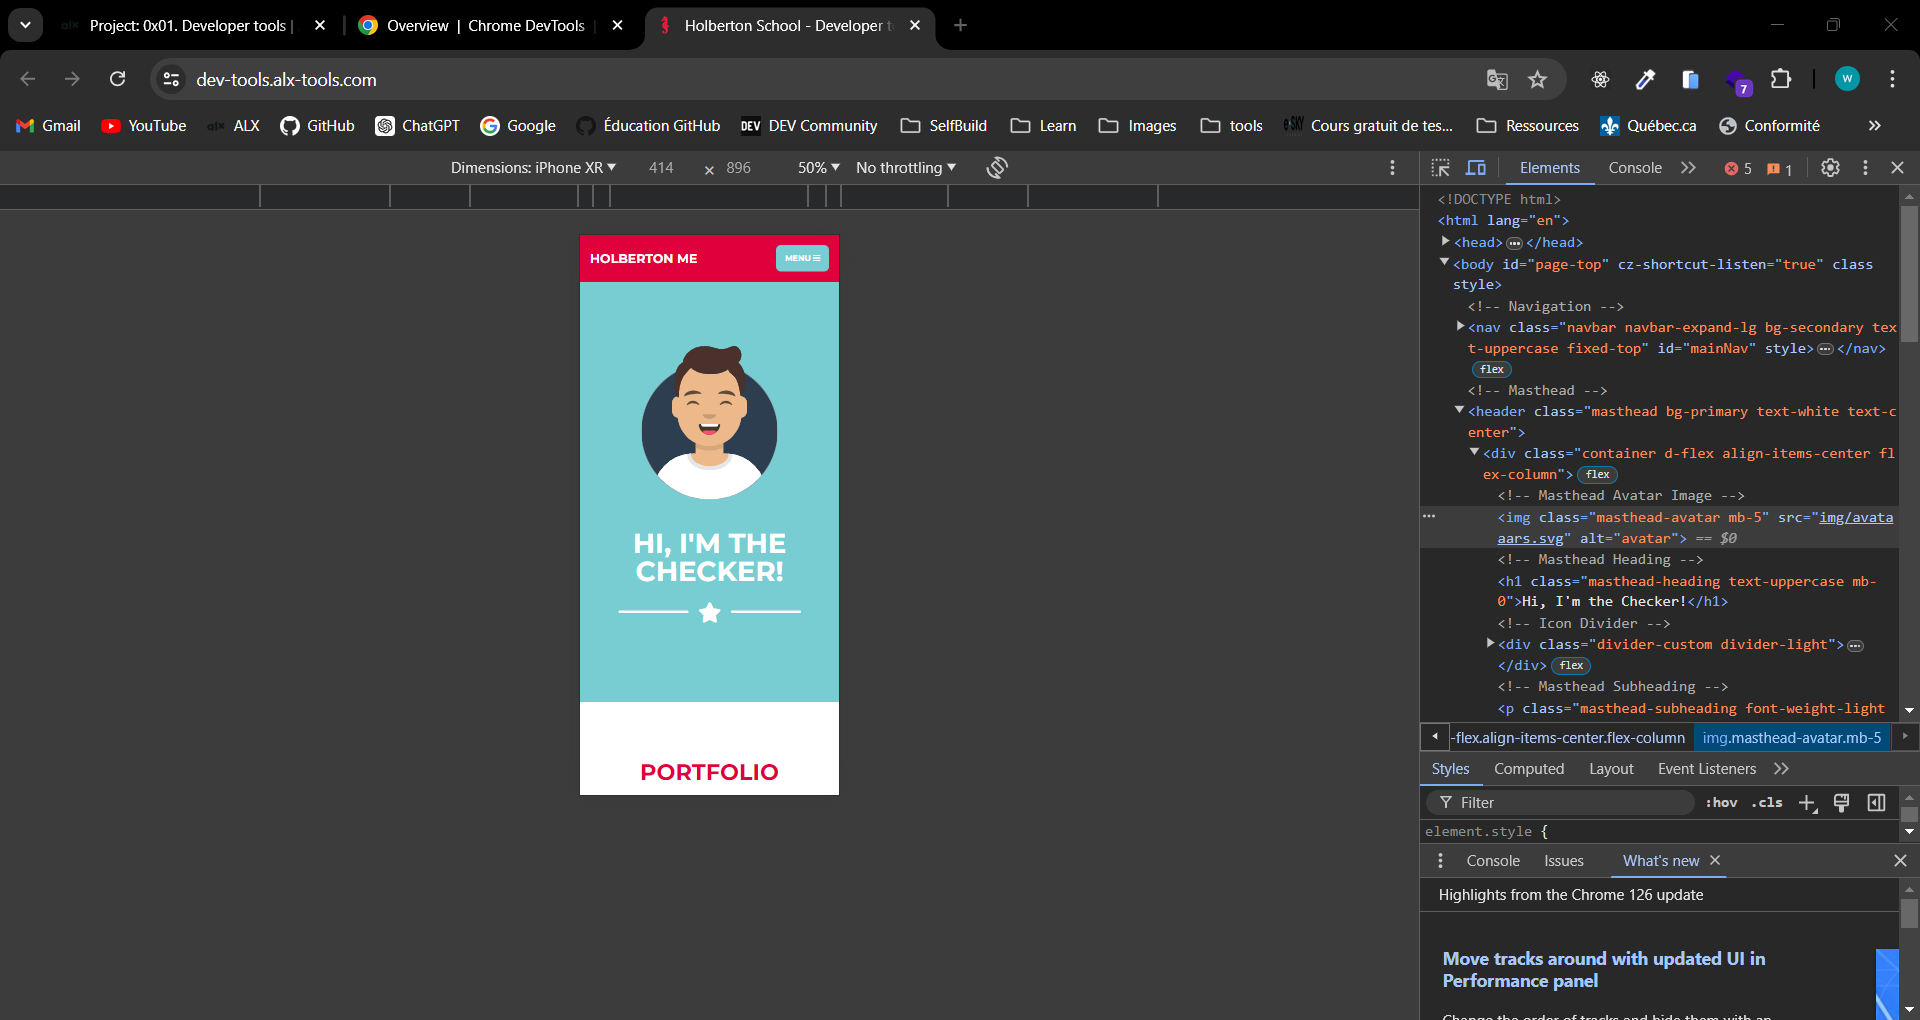 Project: 0x01. Developer tools |
Overview | Chrome DevTools
Holberton School - Developer t
dev-tools.alx-tools.com
7
W
Gmail
YouTube
alx ALX
GitHub
ChatGPT
Google
Éducation GitHub
DEV DEV Community
SelfBuild
Learn
Images
tools
Cours gratuit de tes...
Ressources
Québec.ca
Conformité
Dimensions: iPhone XR
414 × 896
50%
No throttling
Elements
Console
5
1
HOLBERTON ME
MENU
HI, I'M THE
CHECKER!
PORTFOLIO
<!DOCTYPE html>
<html lang="en">
<head> ... </head>
<body id="page-top" cz-shortcut-listen="true" class
style>
<!-- Navigation -->
<nav class="navbar navbar-expand-lg bg-secondary tex
t-uppercase fixed-top" id="mainNav" style> ... </nav>
flex
<!-- Masthead -->
<header class="masthead bg-primary text-white text-c
enter">
<div class="container d-flex align-items-center fl
ex-column"> flex
<!-- Masthead Avatar Image -->
<img class="masthead-avatar mb-5" src="img/avata
aars.svg" alt="avatar"> == $0
<!-- Masthead Heading -->
<h1 class="masthead-heading text-uppercase mb-
0">Hi, I'm the Checker!</h1>
<!-- Icon Divider -->
<div class="divider-custom divider-light"> ...
</div> flex
<!-- Masthead Subheading -->
<p class="masthead-subheading font-weight-light
-flex.align-items-center.flex-column
img.masthead-avatar.mb-5
Styles
Computed
Layout
Event Listeners
Filter
:hov
.cls
element.style {
Console
Issues
What's new
Highlights from the Chrome 126 update
Move tracks around with updated UI in
Performance panel
Change the order of tracks and hide them with an